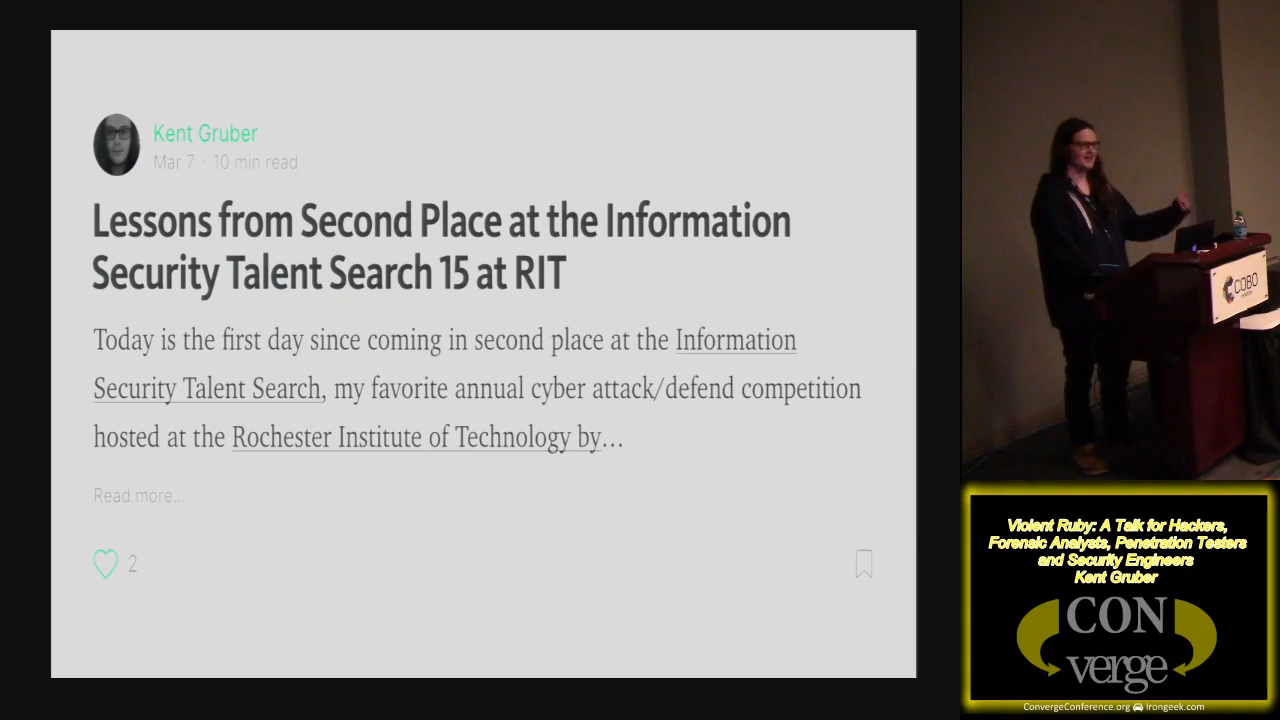 Kent Gruber
Mar 7 · 10 min read
Lessons from Second Place at the Information
Security Talent Search 15 at RIT
Today is the first day since coming in second place at the Information
Security Talent Search, my favorite annual cyber attack/defend competition
hosted at the Rochester Institute of Technology by…
Read more...
2
COBO
Violent Ruby: A Talk for Hackers,
Forensic Analysts, Penetration Testers
and Security Engineers
Kent Gruber
CON
verge
ConvergeConference.org Irongeek.com